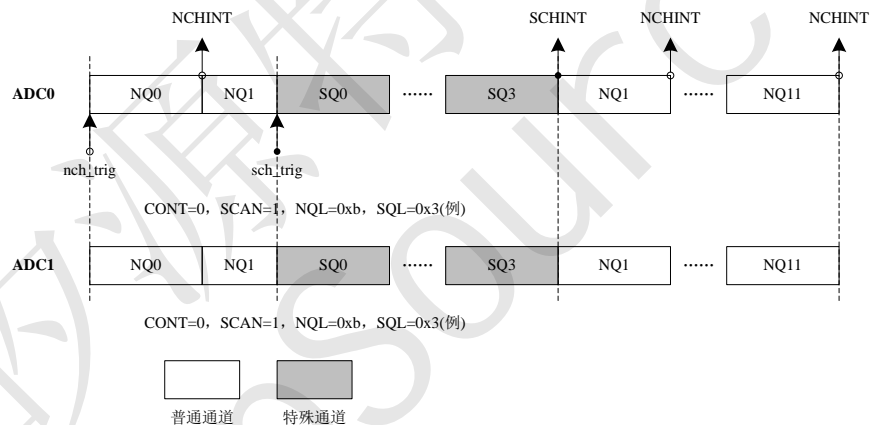 NCHINT SCHINT NCHINT NCHINT
ADC0 NQ0 NQ1 SQ0 …… SQ3 NQ1 …… NQ11
nch_trig sch_trig
CONT=0，SCAN=1，NQL=0xb，SQL=0x3(例)
ADC1 NQ0 NQ1 SQ0 …… SQ3 NQ1 …… NQ11
CONT=0，SCAN=1，NQL=0xb，SQL=0x3(例)
普通通道 特殊通道